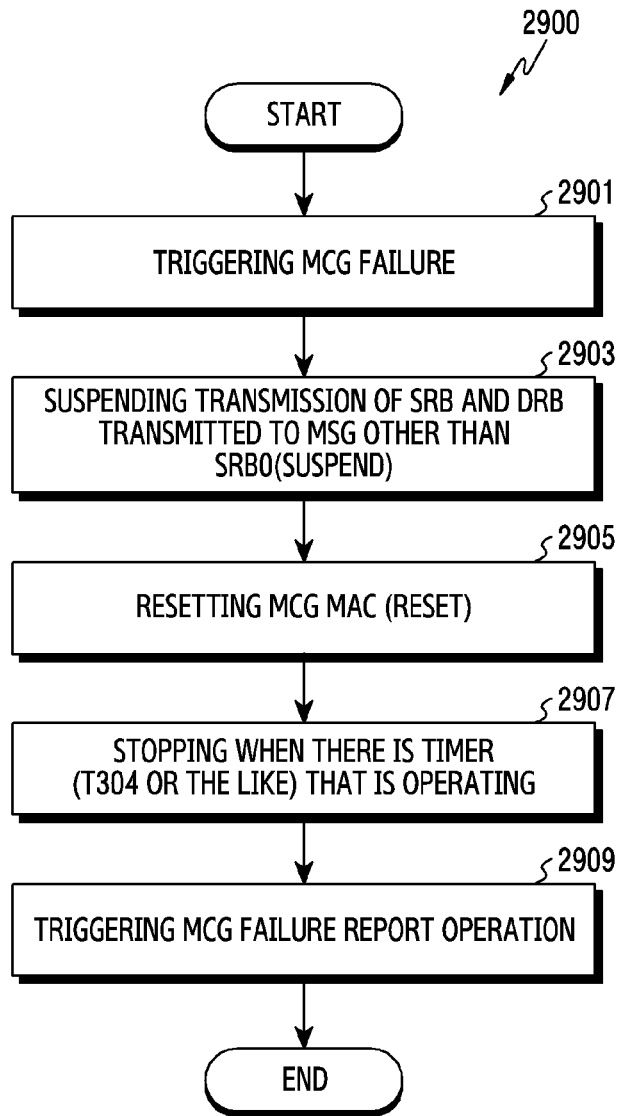 2900
START
2901
TRIGGERING MCG FAILURE
2903
SUSPENDING TRANSMISSION OF SRB AND DRB
TRANSMITTED TO MSG OTHER THAN
SRB0(SUSPEND)
2905
RESETTING MCG MAC (RESET)
2907
STOPPING WHEN THERE IS TIMER
(T304 OR THE LIKE) THAT IS OPERATING
2909
TRIGGERING MCG FAILURE REPORT OPERATION
END